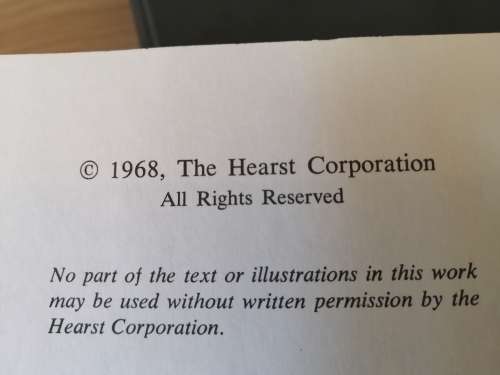 © 1968, The Hearst Corporation
All Rights Reserved
No part of the text or illustrations in this work
may be used without written permission by the
Hearst Corporation.